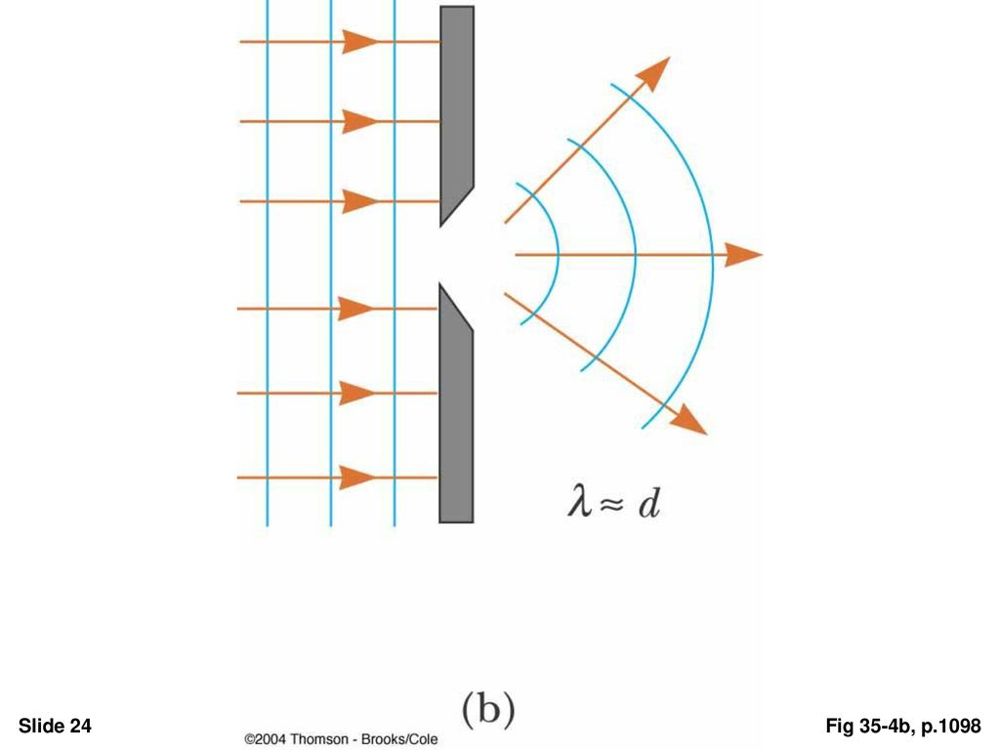 λ ≈ d
(b)
Slide 24
Fig 35-4b, p.1098
©2004 Thomson - Brooks/Cole